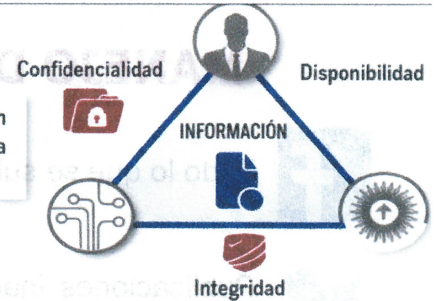 Confidencialidad
Disponibilidad
n
a
INFORMACIÓN
Integridad